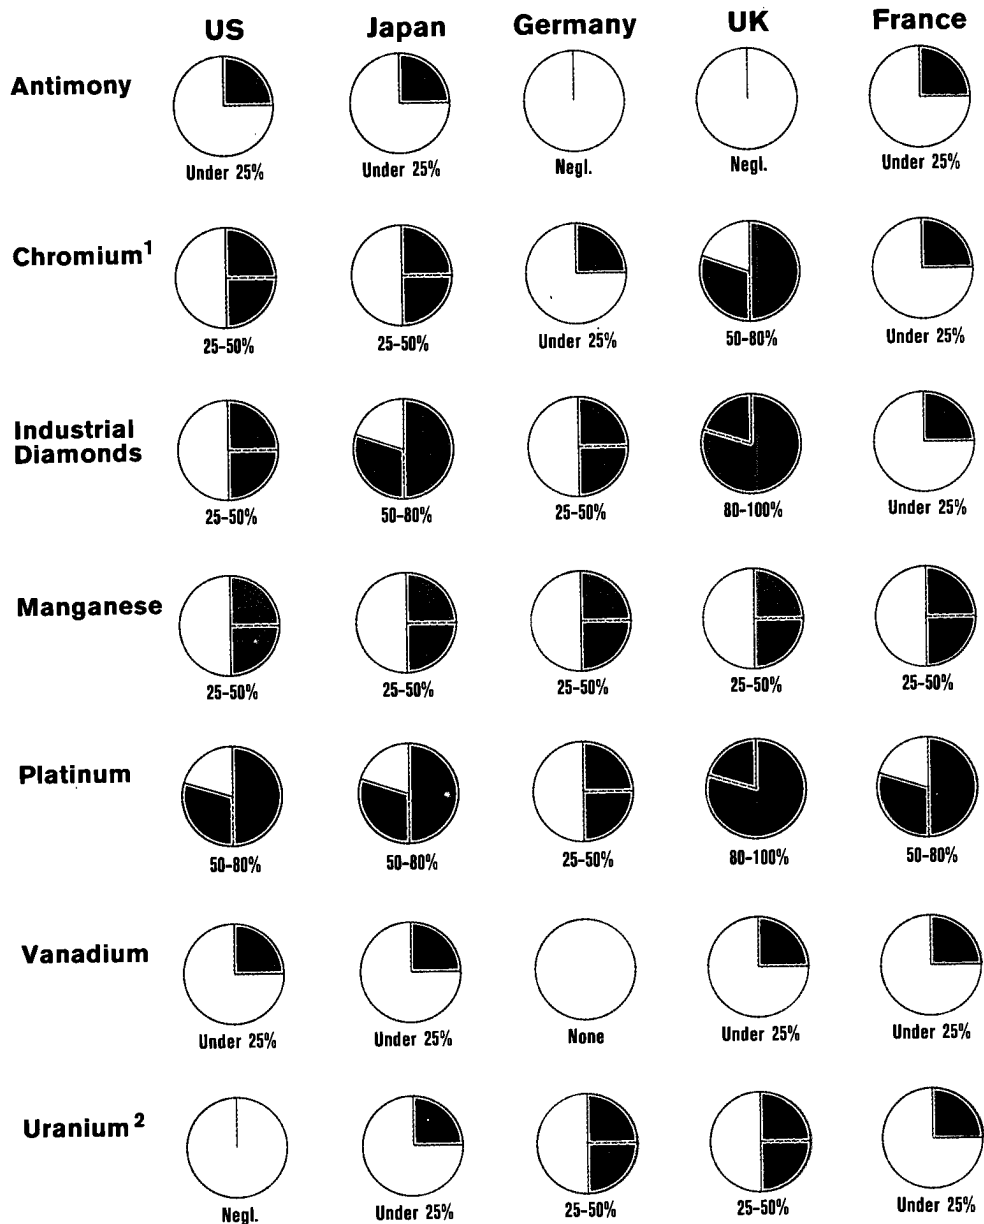 US Japan Germany UK France
Antimony
Under 25% Under 25% Negl. Negl. Under 25%
Chromium¹
25-50% 25-50% Under 25% 50-80% Under 25%
Industrial
Diamonds
25-50% 50-80% 25-50% 80-100% Under 25%
Manganese
25-50% 25-50% 25-50% 25-50% 25-50%
Platinum
50-80% 50-80% 25-50% 80-100% 50-80%
Vanadium
Under 25% Under 25% None Under 25% Under 25%
Uranium²
Negl. Under 25% 25-50% 25-50% Under 25%